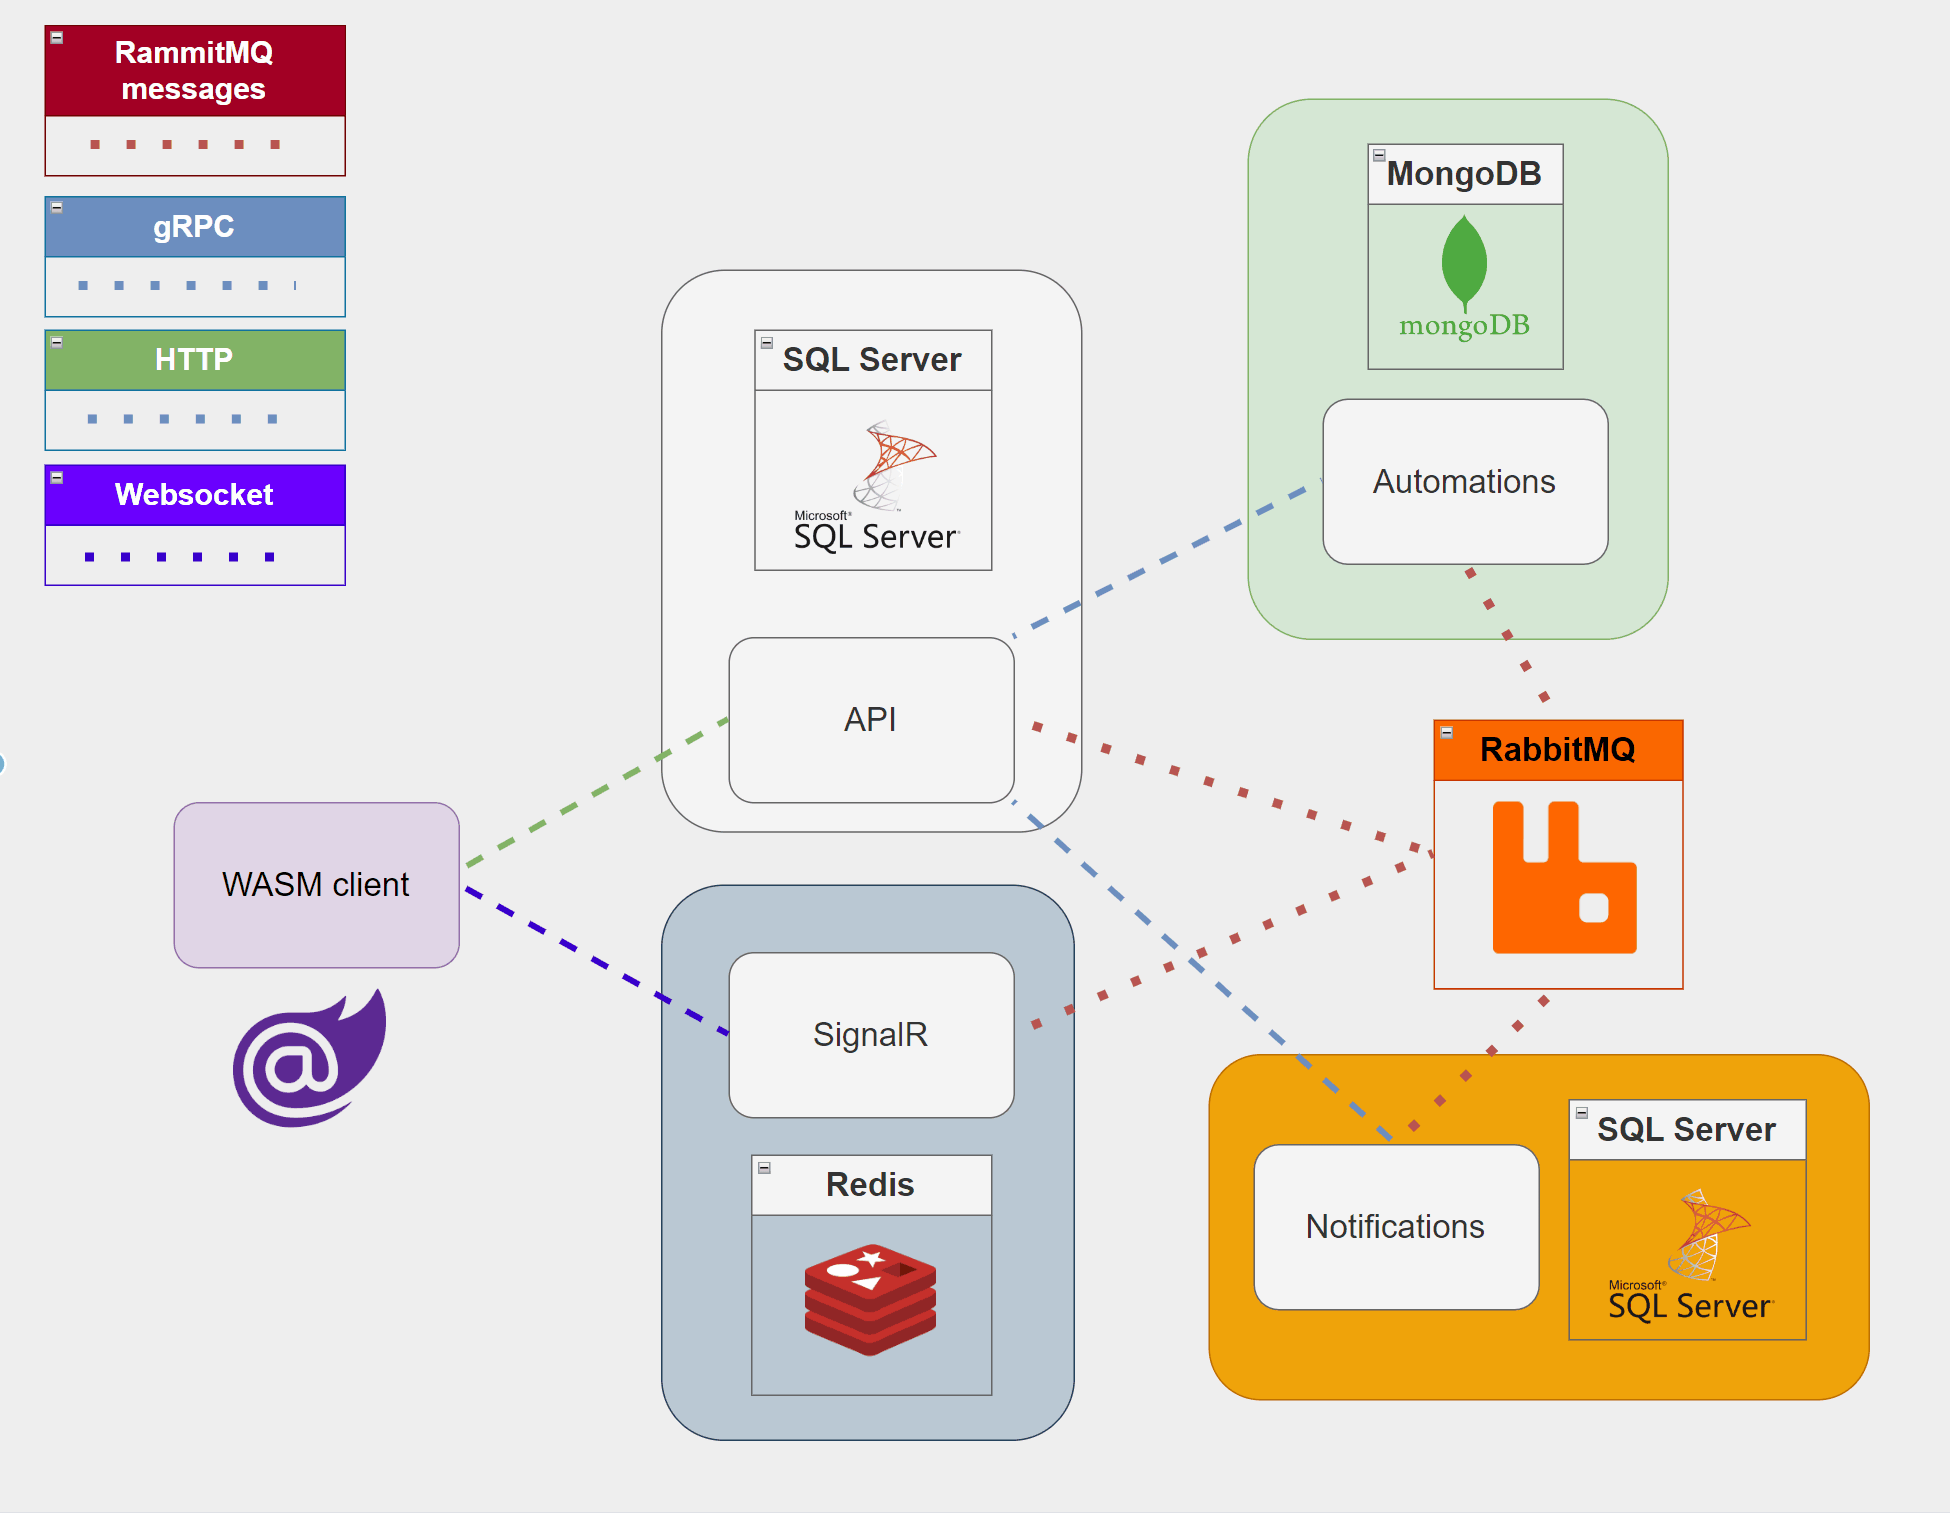 RammitMQ
messages
gRPC
HTTP
Websocket
MongoDB
mongoDB
Automations
SQL Server
Microsoft®
SQL Server
API
RabbitMQ
WASM client
SignalR
Redis
Notifications
SQL Server
Microsoft®
SQL Server